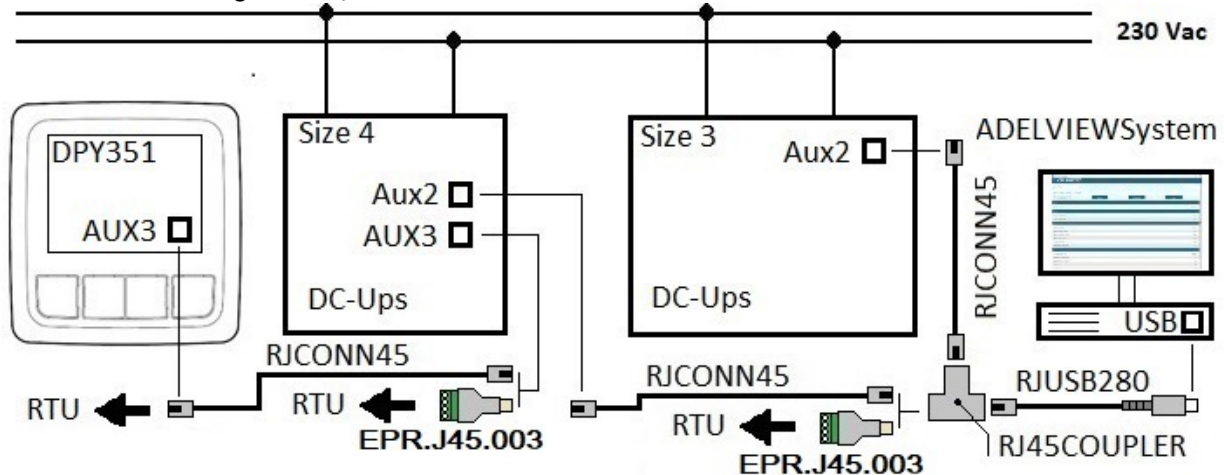 230 Vac
DPY351
AUX3
Size 4
Aux2
AUX3
DC-Ups
Size 3
Aux2
DC-Ups
ADELVIEWSystem
RJCONN45
USB
RJCONN45
RTU
RTU
EPR.J45.003
RJCONN45
RTU
EPR.J45.003
RJUSB280
RJ45COUPLER